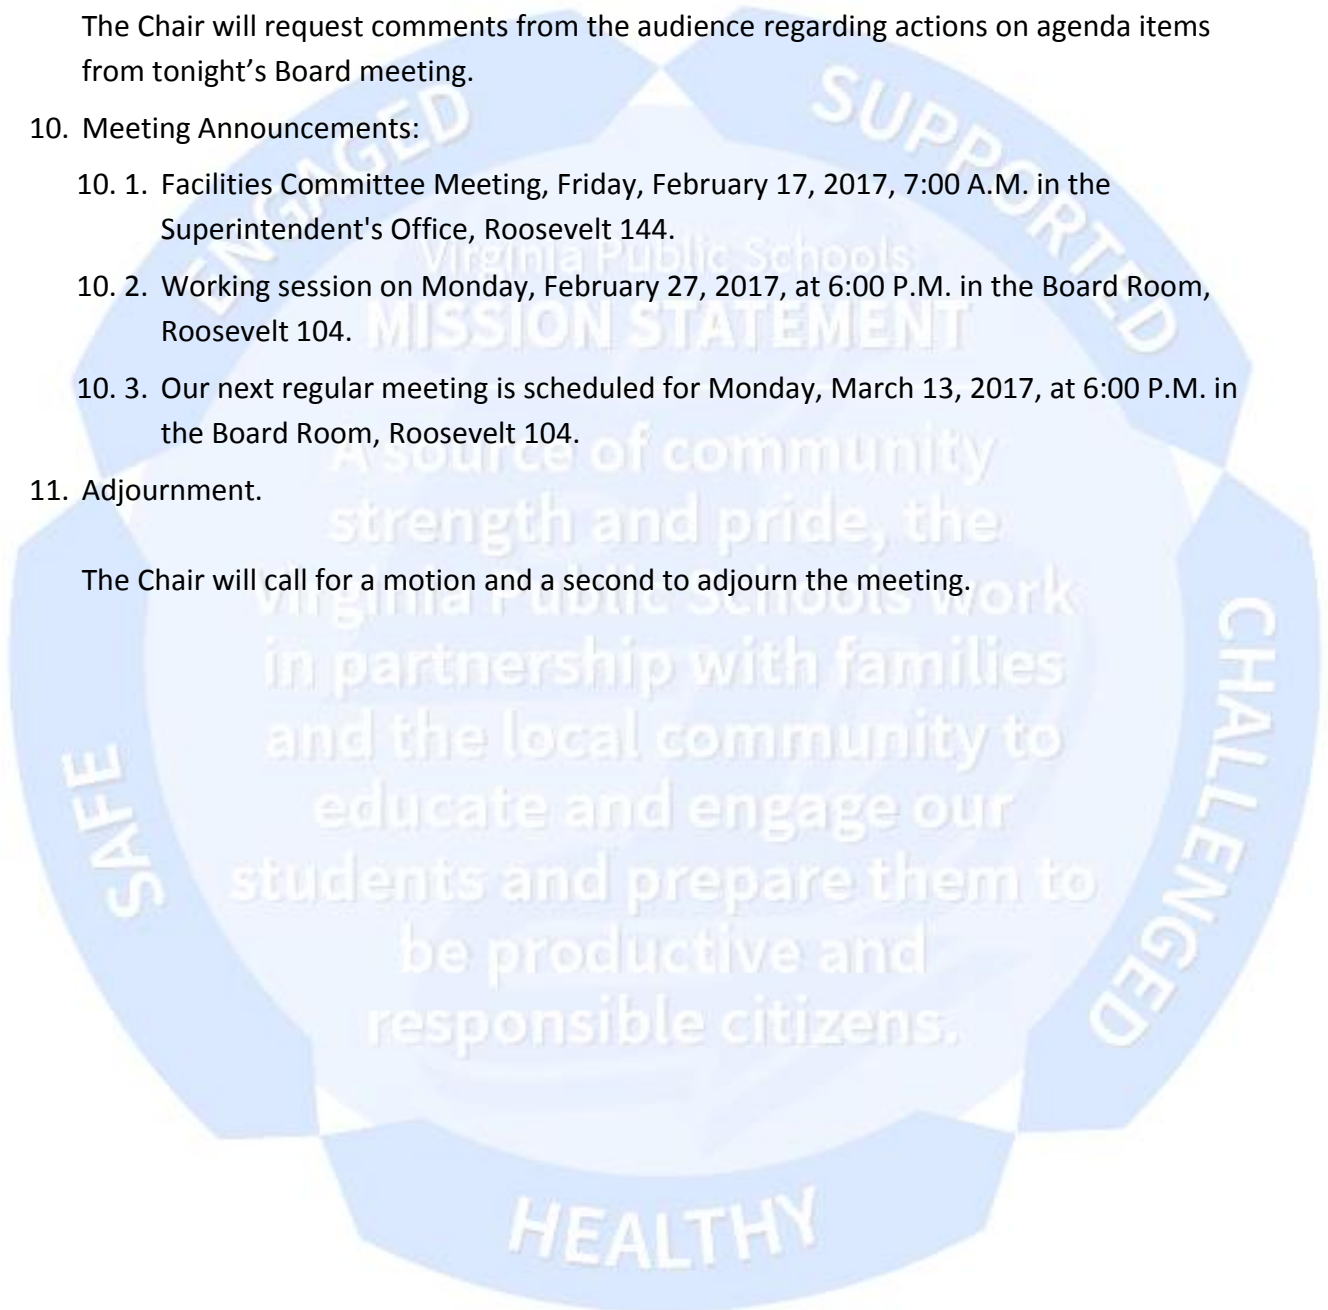 The Chair will request comments from the audience regarding actions on agenda items
from tonight’s Board meeting.
10. Meeting Announcements:
10. 1. Facilities Committee Meeting, Friday, February 17, 2017, 7:00 A.M. in the
Superintendent's Office, Roosevelt 144.
10. 2. Working session on Monday, February 27, 2017, at 6:00 P.M. in the Board Room,
Roosevelt 104.
10. 3. Our next regular meeting is scheduled for Monday, March 13, 2017, at 6:00 P.M. in
the Board Room, Roosevelt 104.
11. Adjournment.
The Chair will call for a motion and a second to adjourn the meeting.
ENGAGED
SUPPORTED
CHALLENGED
HEALTHY
SAFE
Virginia Public Schools
MISSION STATEMENT
A source of community
strength and pride, the
Virginia Public Schools work
in partnership with families
and the local community to
educate and engage our
students and prepare them to
be productive and
responsible citizens.